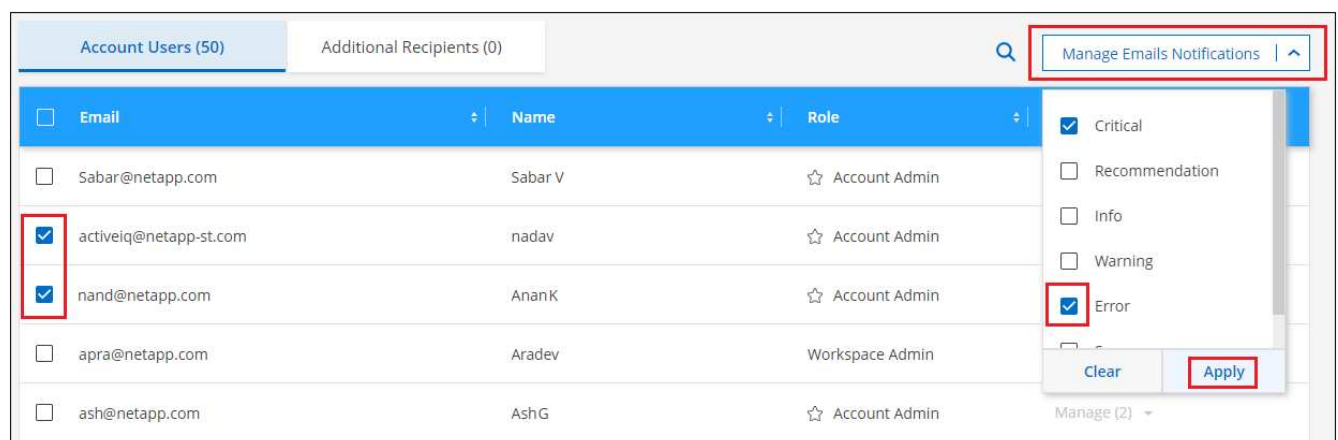 Account Users (50) Additional Recipients (0) Manage Emails Notifications
Email Name Role
Critical
Sabar@netapp.com Sabar V Account Admin Recommendation
Info
activeiq@netapp-st.com nadav Account Admin
Warning
nand@netapp.com AnanK Account Admin
Error
apra@netapp.com Aradev Workspace Admin
Clear Apply
ash@netapp.com AshG Account Admin Manage (2)